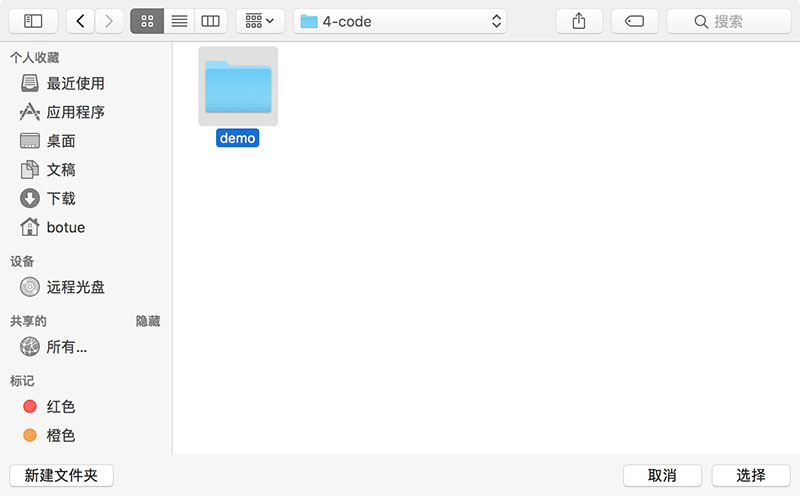 4-code
搜索
个人收藏
最近使用
应用程序
桌面
文稿
下载
botue
设备
远程光盘
共享的 隐藏
所有...
标记
红色
橙色
demo
新建文件夹 取消 选择